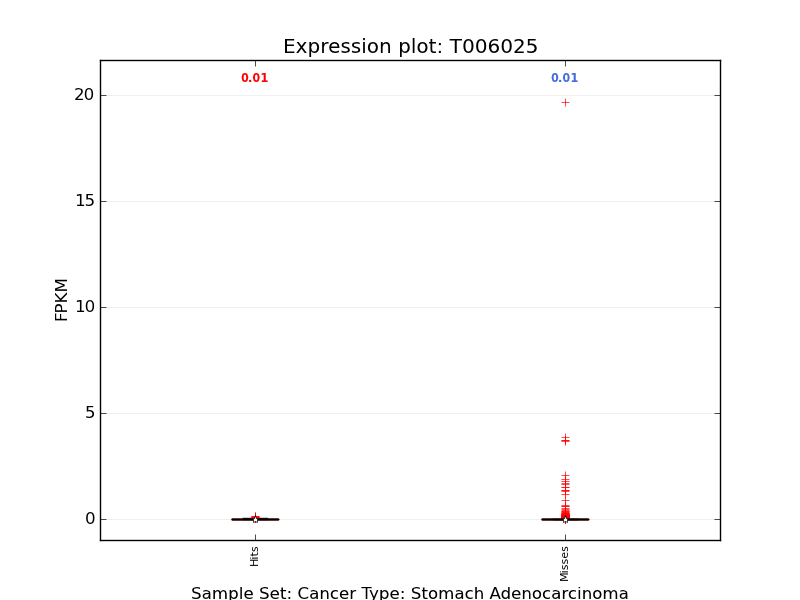 Expression plot: T006025
0.01
0.01
20
15
10
5
0
FPKM
Hits
Misses
Sample Set: Cancer Type: Stomach Adenocarcinoma